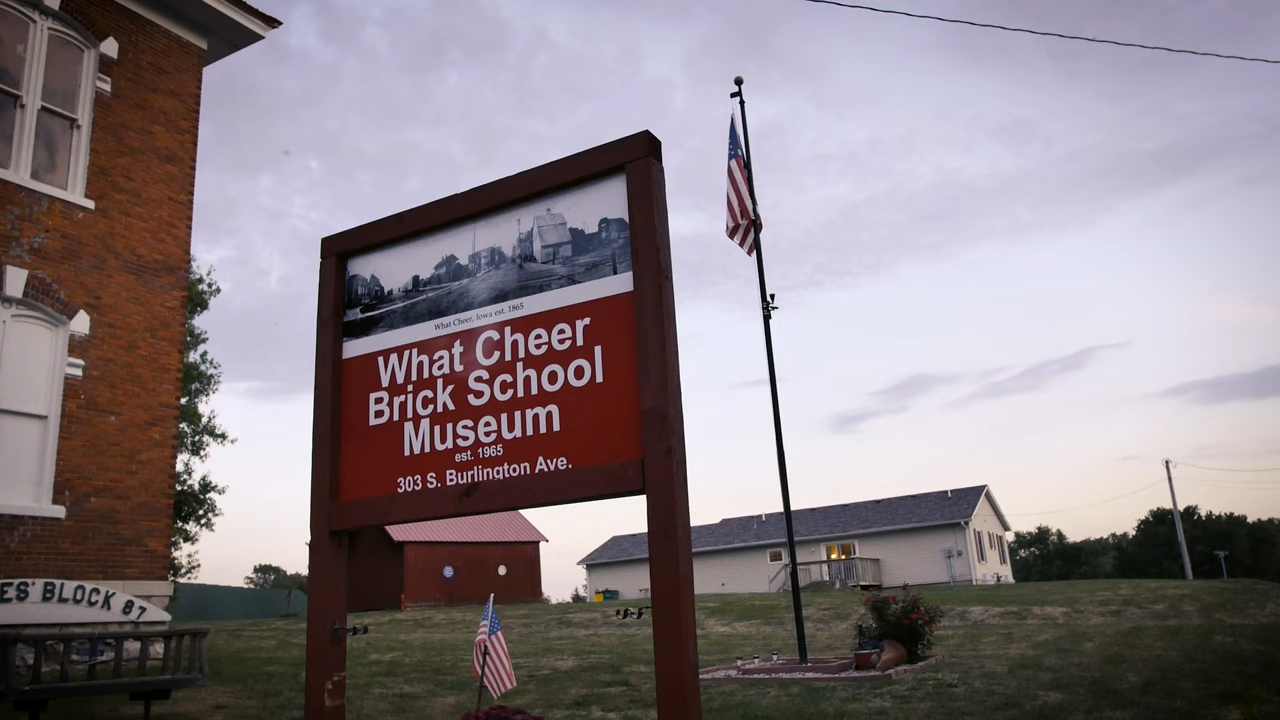 What Cheer, Iowa est. 1865
What Cheer
Brick School
Museum
est. 1965
303 S. Burlington Ave.
ES' BLOCK 87